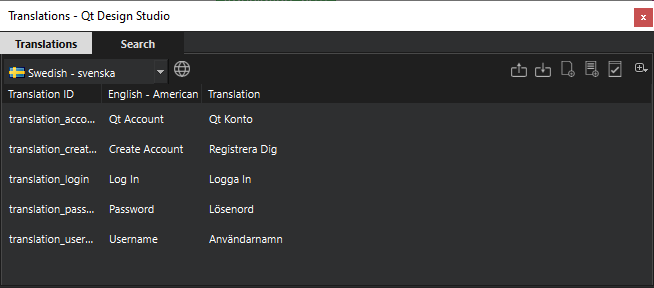 Translations - Qt Design Studio
Translations Search
Swedish - svenska
Translation ID English - American Translation
translation_acco... Qt Account Qt Konto
translation_creat... Create Account Registrera Dig
translation_login Log In Logga In
translation_pass... Password Lösenord
translation_user... Username Användarnamn